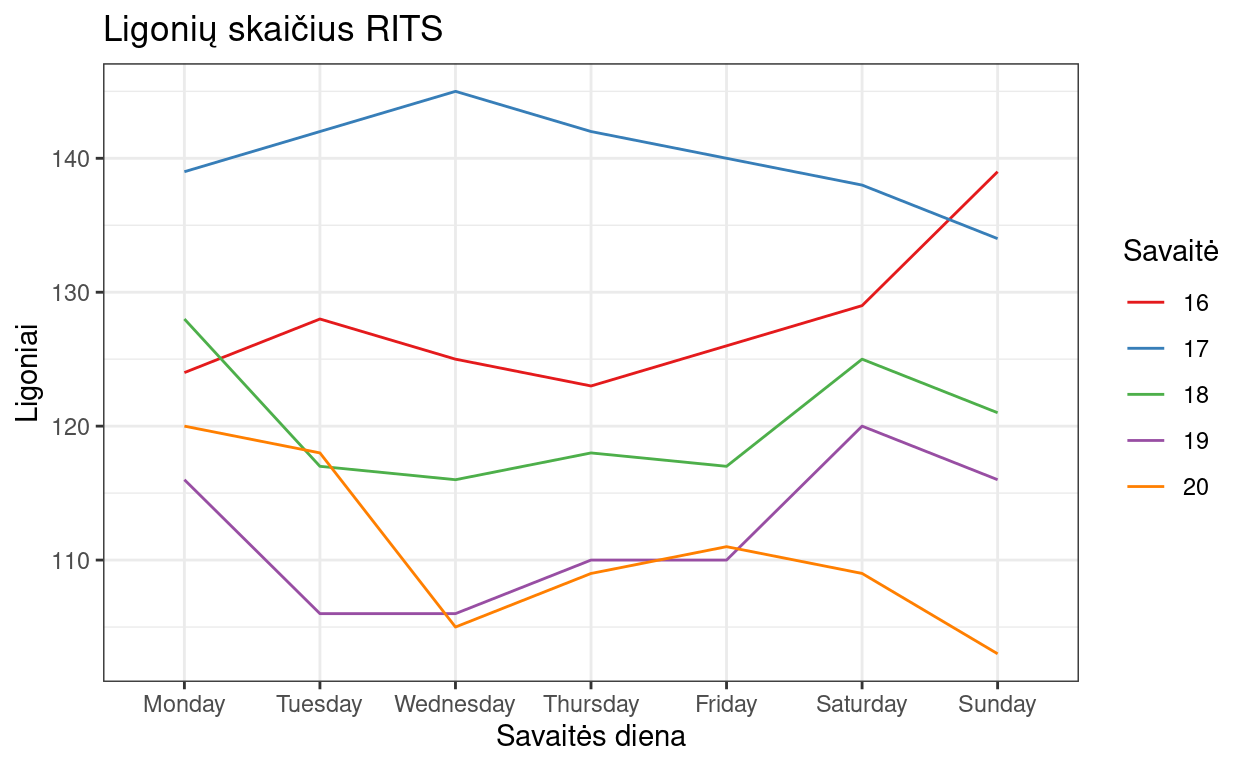 Ligonių skaičius RITS
Ligoniai
140
130
120
110
Monday Tuesday Wednesday Thursday Friday Saturday Sunday
Savaitės diena
Savaitė
16
17
18
19
20